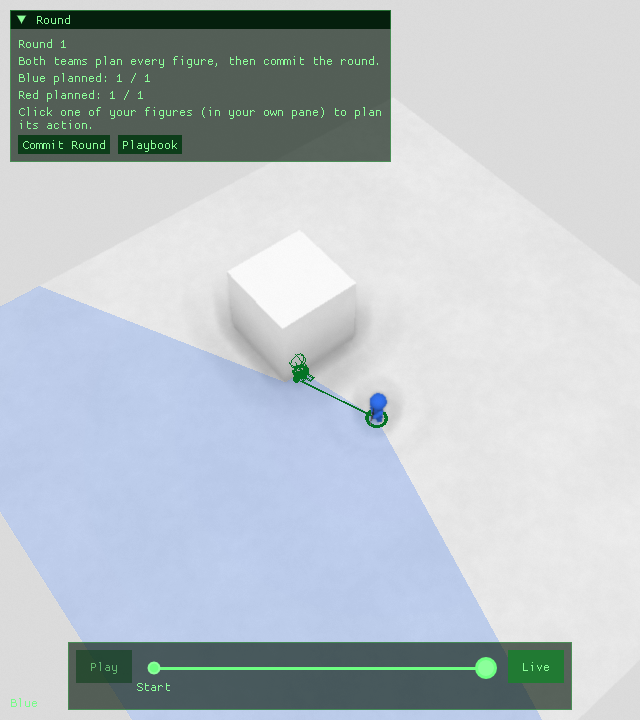 Round
Round 1
Both teams plan every figure, then commit the round.
Blue planned: 1 / 1
Red planned: 1 / 1
Click one of your figures (in your own pane) to plan
its action.
Commit Round Playbook
Play Live
Start
Blue